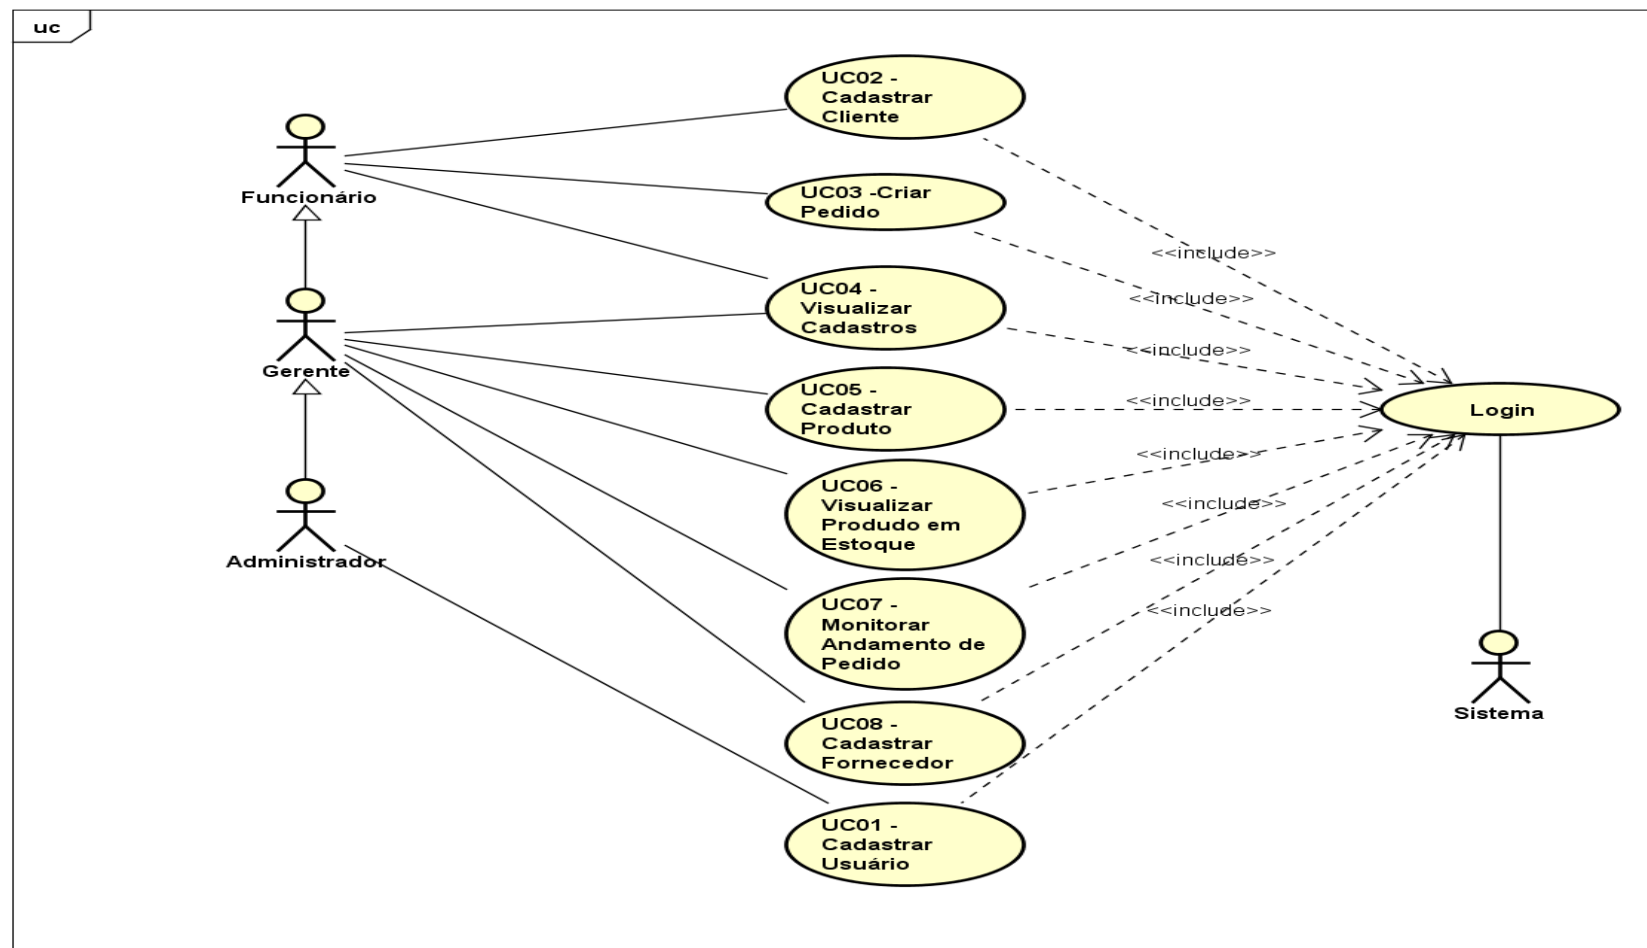 uc
UC02 -
Cadastrar
Cliente
Funcionário
UC03 -Criar
Pedido
<<include>>
<<include>>
UC04 -
Visualizar
Cadastros
<<include>>
Gerente
UC05 -
Cadastrar
Produto
<<include>>
Login
UC06 -
Visualizar
Produdo em
Estoque
<<include>>
<<include>>
Administrador
<<include>>
UC07 -
Monitorar
Andamento de
Pedido
<<include>>
Sistema
UC08 -
Cadastrar
Fornecedor
UC01 -
Cadastrar
Usuário